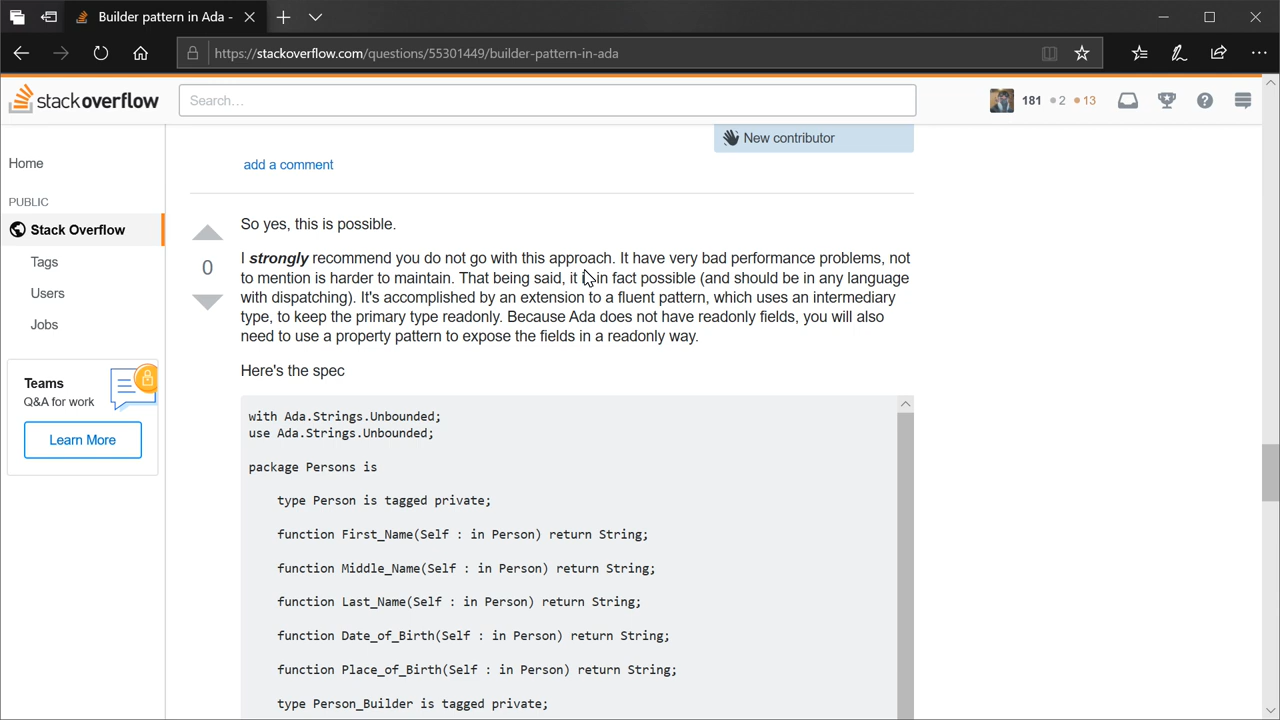 Builder pattern in Ada -
https://stackoverflow.com/questions/55301449/builder-pattern-in-ada
stackoverflow
Search…
181 2 13
Home
PUBLIC
Stack Overflow
Tags
Users
Jobs
Teams
Q&A for work
Learn More
New contributor
add a comment
So yes, this is possible.
0
I strongly recommend you do not go with this approach. It have very bad performance problems, not
to mention is harder to maintain. That being said, it in fact possible (and should be in any language
with dispatching). It's accomplished by an extension to a fluent pattern, which uses an intermediary
type, to keep the primary type readonly. Because Ada does not have readonly fields, you will also
need to use a property pattern to expose the fields in a readonly way.
Here's the spec
with Ada.Strings.Unbounded;
use Ada.Strings.Unbounded;
package Persons is
type Person is tagged private;
function First_Name(Self : in Person) return String;
function Middle_Name(Self : in Person) return String;
function Last_Name(Self : in Person) return String;
function Date_of_Birth(Self : in Person) return String;
function Place_of_Birth(Self : in Person) return String;
type Person_Builder is tagged private;